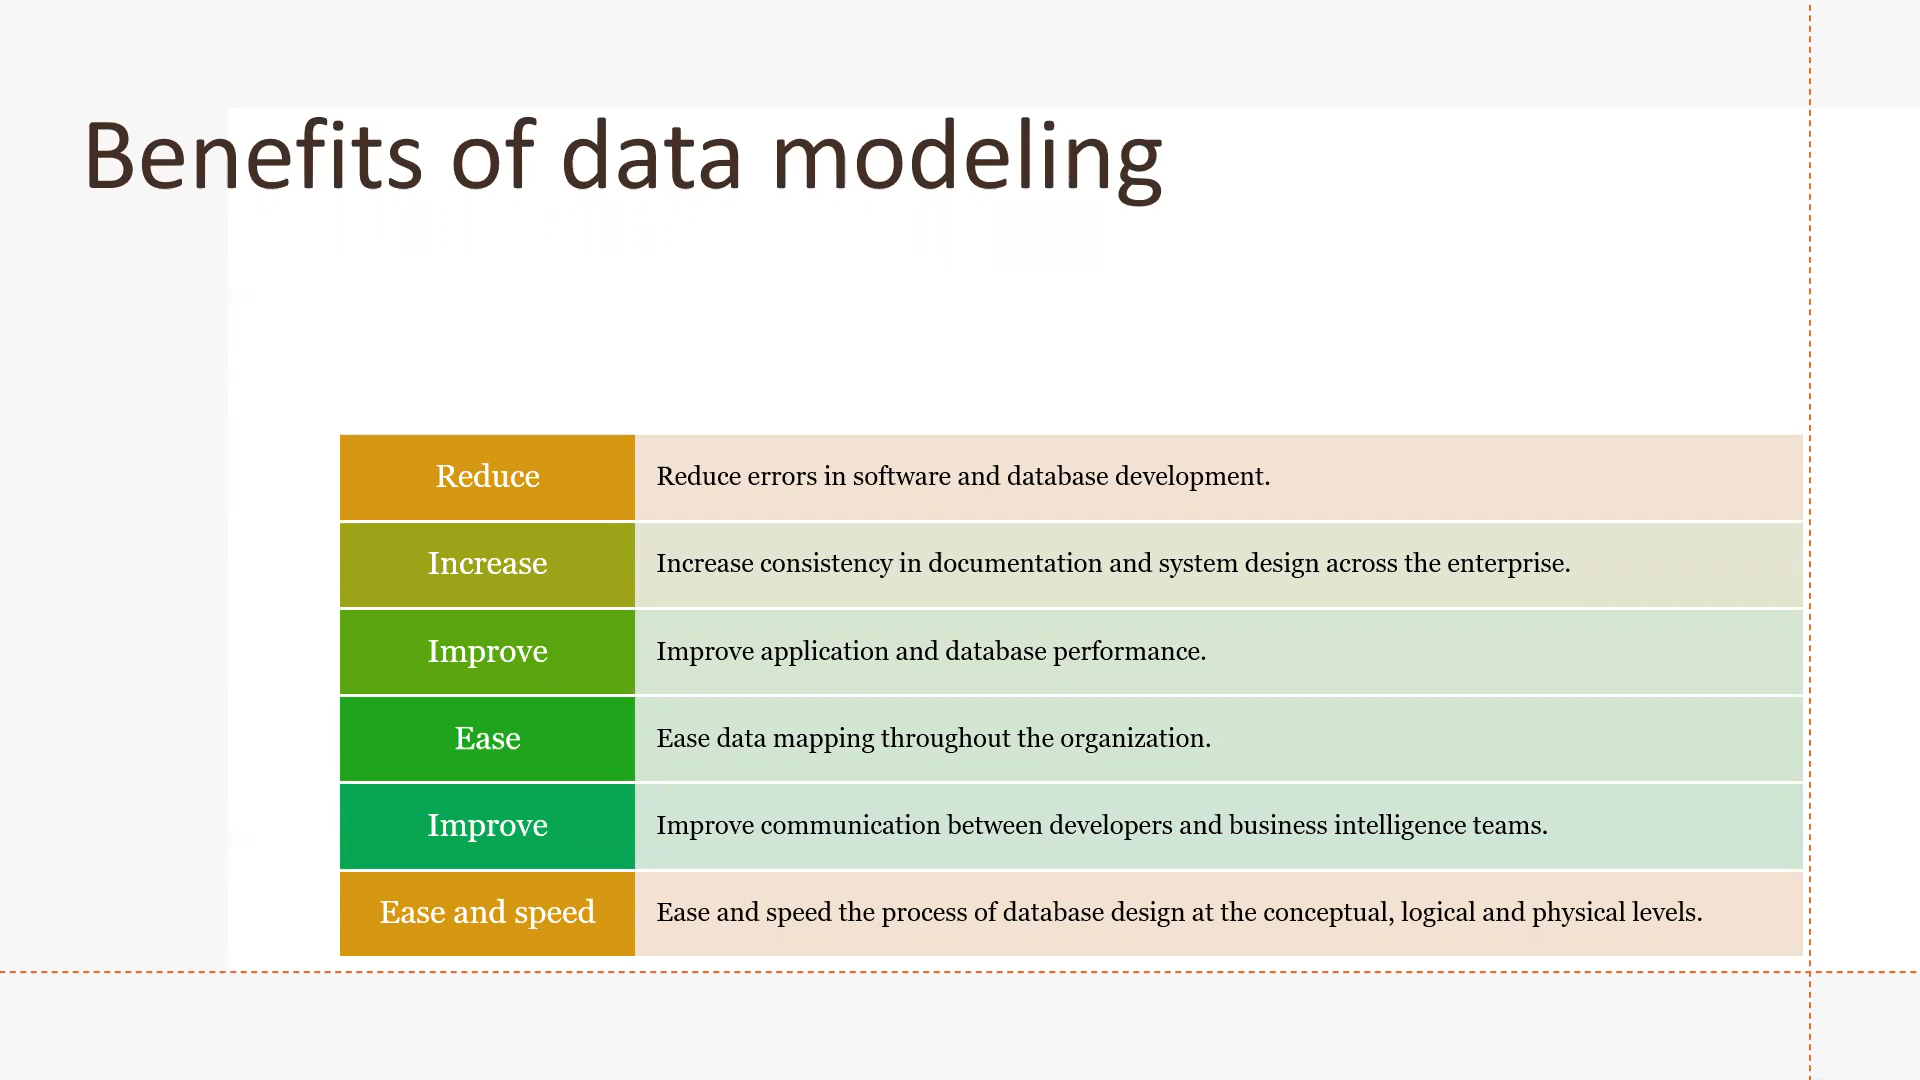 Benefits of data modeling
Reduce
Reduce errors in software and database development.
Increase
Increase consistency in documentation and system design across the enterprise.
Improve
Improve application and database performance.
Ease
Ease data mapping throughout the organization.
Improve
Improve communication between developers and business intelligence teams.
Ease and speed
Ease and speed the process of database design at the conceptual, logical and physical levels.